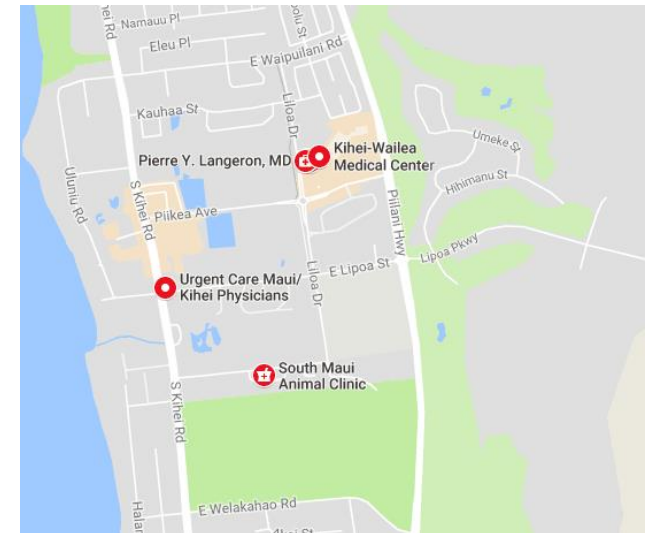 S Kihei Rd
Namauu Pl
Eleu Pl
E Waipuilani Rd
Kauhaa St
Liloa Dr
Pierre Y. Langeron, MD
Kihei-Wailea
Medical Center
Umeke St
Hihimanu St
Uluniu Rd
S Kihei Rd
Piikea Ave
Piilani Hwy
Lipoa Pkwy
E Lipoa St
Liloa Dr
Urgent Care Maui/
Kihei Physicians
South Maui
Animal Clinic
S Kihei Rd
E Welakahao Rd